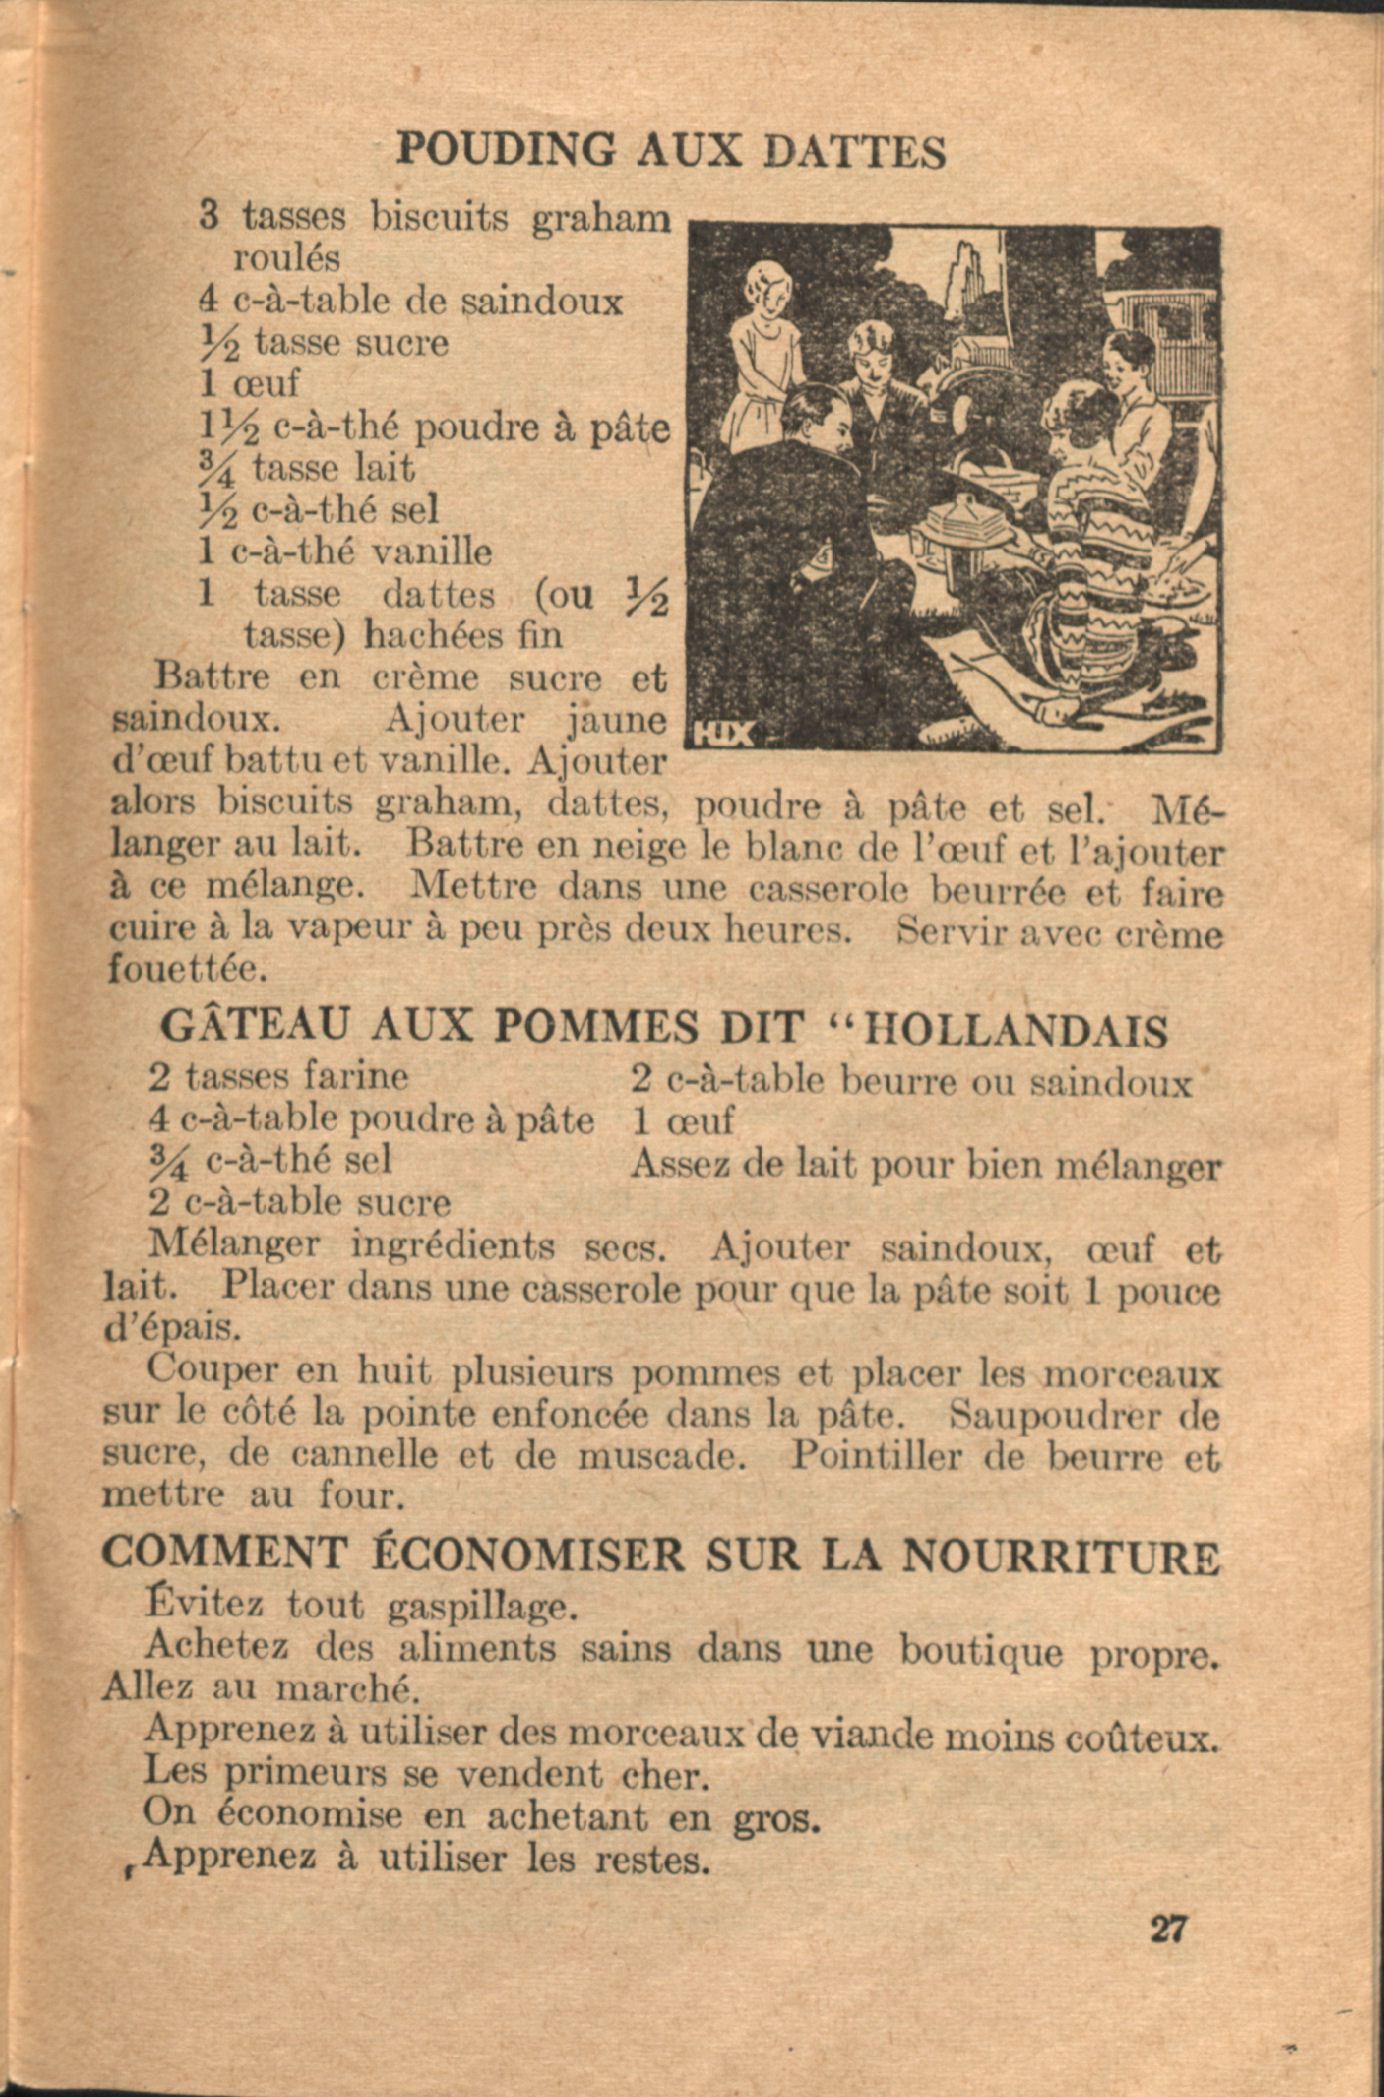 POUDING AUX DATTES
3 tasses biscuits graham
roulés
4 c-à-table de saindoux
½ tasse sucre
1 œuf
1½ c-à-thé poudre à pâte
¾ tasse lait
½ c-à-thé sel
1 c-à-thé vanille
1 tasse dattes (ou ½
tasse) hachées fin
Battre en crème sucre et
saindoux. Ajouter jaune
d'œuf battu et vanille. Ajouter
HIX
alors biscuits graham, dattes, poudre à pâte et sel. Mé-
langer au lait. Battre en neige le blanc de l'œuf et l'ajouter
à ce mélange. Mettre dans une casserole beurrée et faire
cuire à la vapeur à peu près deux heures. Servir avec crème
fouettée.
GÂTEAU AUX POMMES DIT "HOLLANDAIS
2 tasses farine
4 c-à-table poudre à pâte
¾ c-à-thé sel
2 c-à-table sucre
2 c-à-table beurre ou saindoux
1 œuf
Assez de lait pour bien mélanger
Mélanger ingrédients secs. Ajouter saindoux, œuf et
lait. Placer dans une casserole pour que la pâte soit 1 pouce
d'épais.
Couper en huit plusieurs pommes et placer les morceaux
sur le côté la pointe enfoncée dans la pâte. Saupoudrer de
sucre, de cannelle et de muscade. Pointiller de beurre et
mettre au four.
COMMENT ÉCONOMISER SUR LA NOURRITURE
Évitez tout gaspillage.
Achetez des aliments sains dans une boutique propre.
Allez au marché.
Apprenez à utiliser des morceaux de viande moins coûteux.
Les primeurs se vendent cher.
On économise en achetant en gros.
Apprenez à utiliser les restes.
27